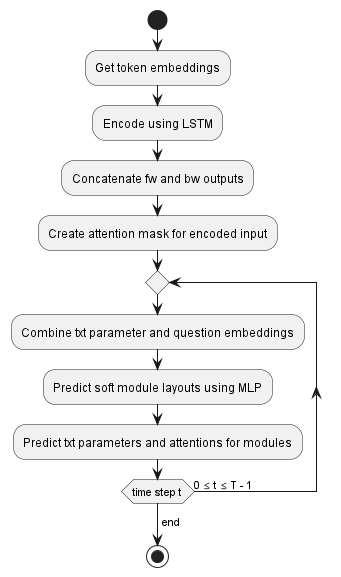 Get token embeddings
Encode using LSTM
Concatenate fw and bw outputs
Create attention mask for encoded input
Combine txt parameter and question embeddings
Predict soft module layouts using MLP
Predict txt parameters and attentions for modules
time step t
0 ≤ t ≤ T - 1
end